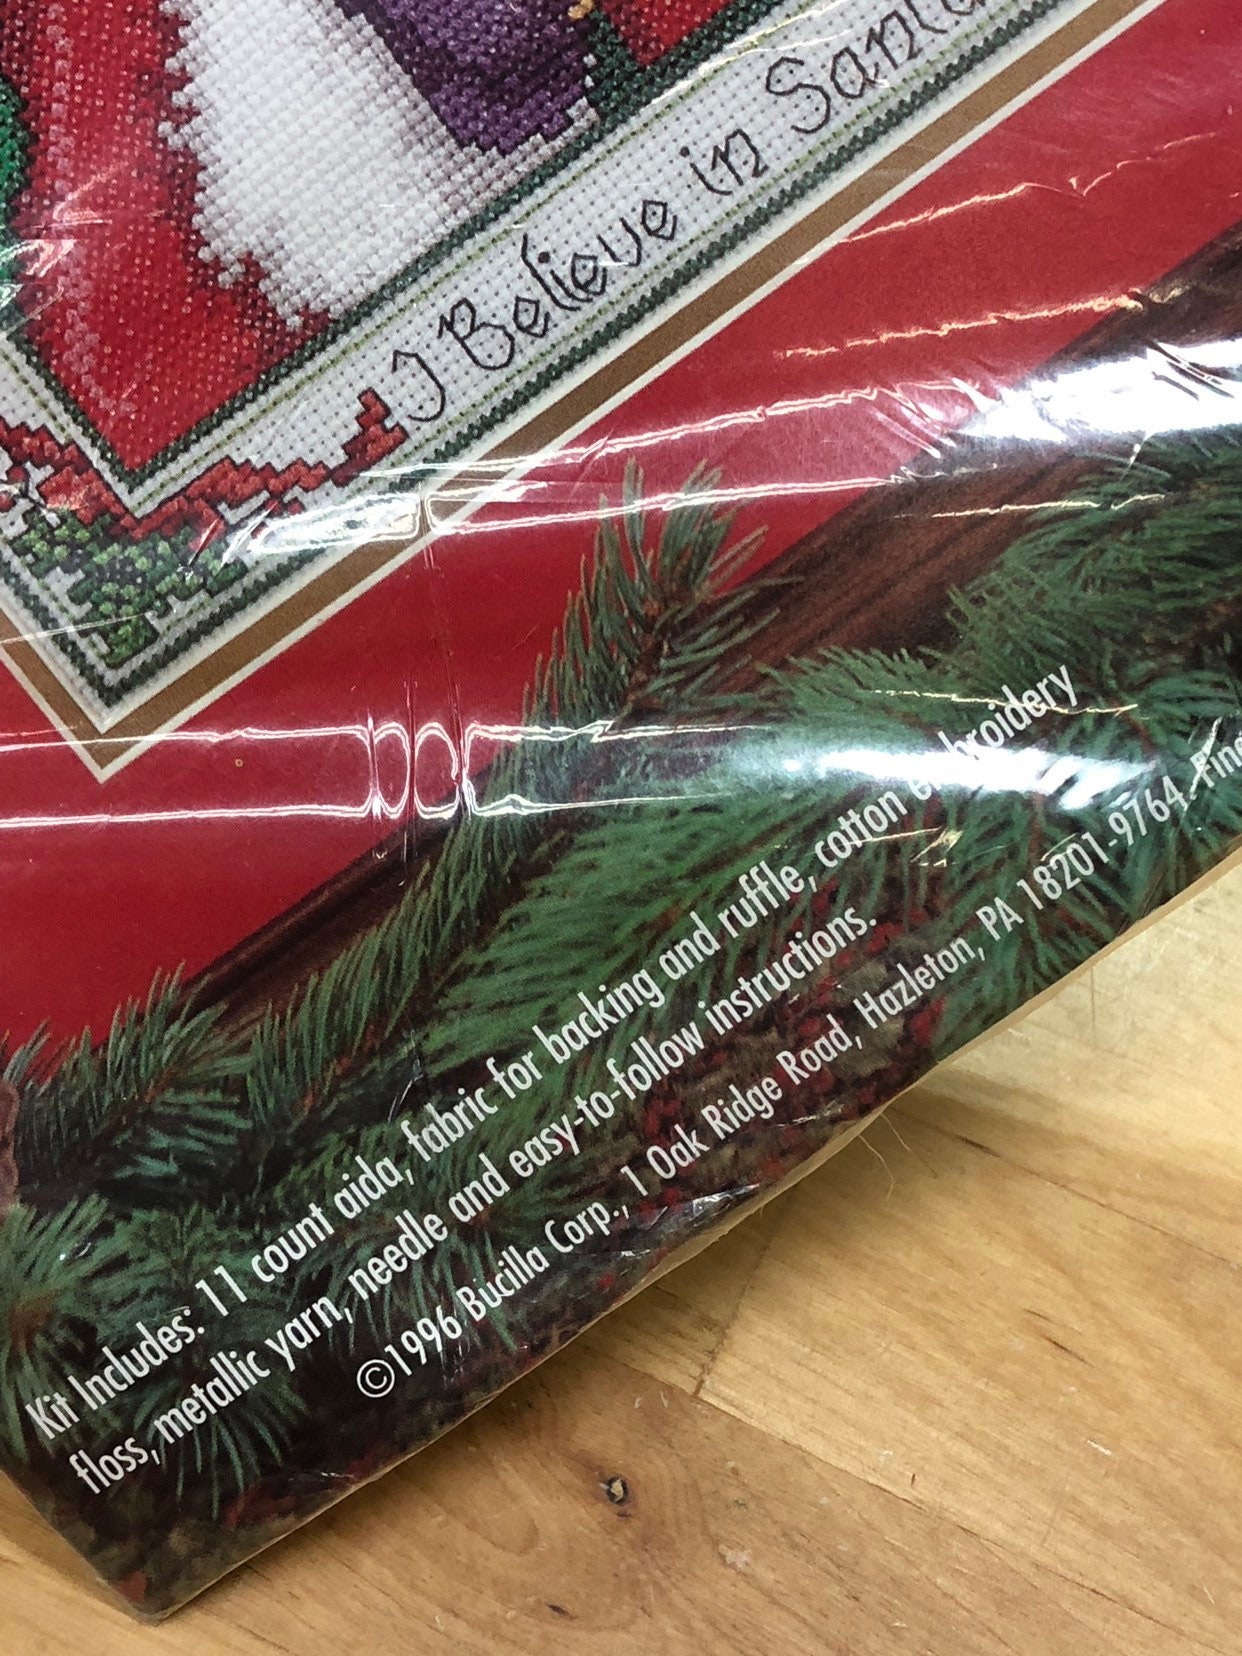 I Believe in Santa
Kit Includes: 11 count aida, fabric for backing and ruffle, cotton embroidery
floss, metallic yarn, needle and easy-to-follow instructions.
©1996 Bucilla Corp., 1 Oak Ridge Road, Hazleton, PA 18201-9764. Fine